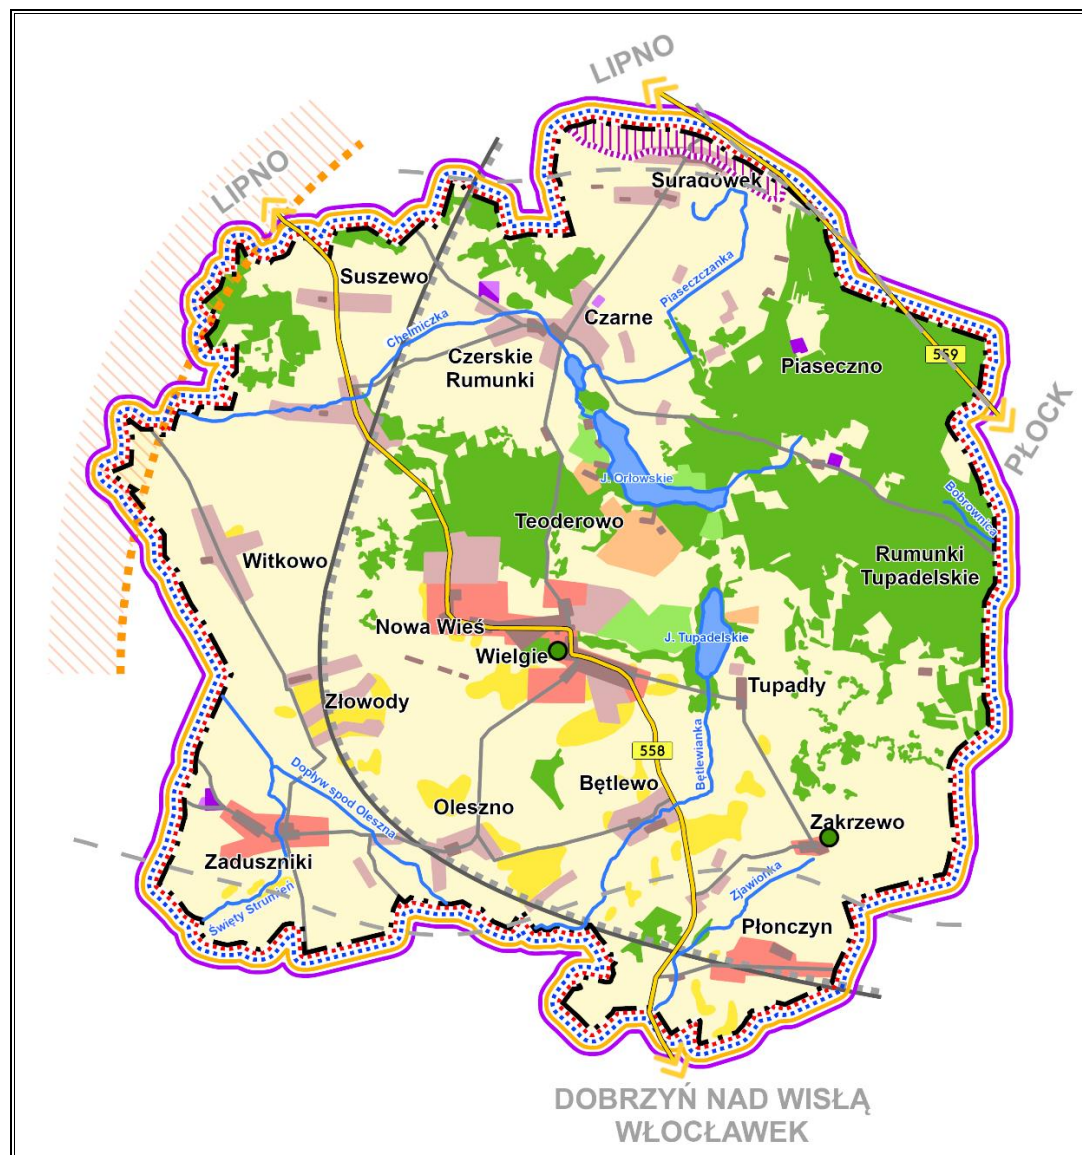 LIPNO
LIPNO
Suradówek
Suszewo
Piaseczczanka
Chełmiczka
Czarne
Czerskie
Rumunki
559
Piaseczno
PŁOCK
J. Orłowskie
Bobrownica
Teoderowo
Witkowo
Rumunki
Tupadelskie
Nowa Wieś
J. Tupadelskie
Wielgie
Tupadły
Złowody
558
Bętlewianka
Dopływ spod Oleszna
Bętlewo
Oleszno
Zakrzewo
Zaduszniki
Zjawionka
Święty Strumień
Płonczyn
DOBRZYŃ NAD WISŁĄ
WŁOCŁAWEK